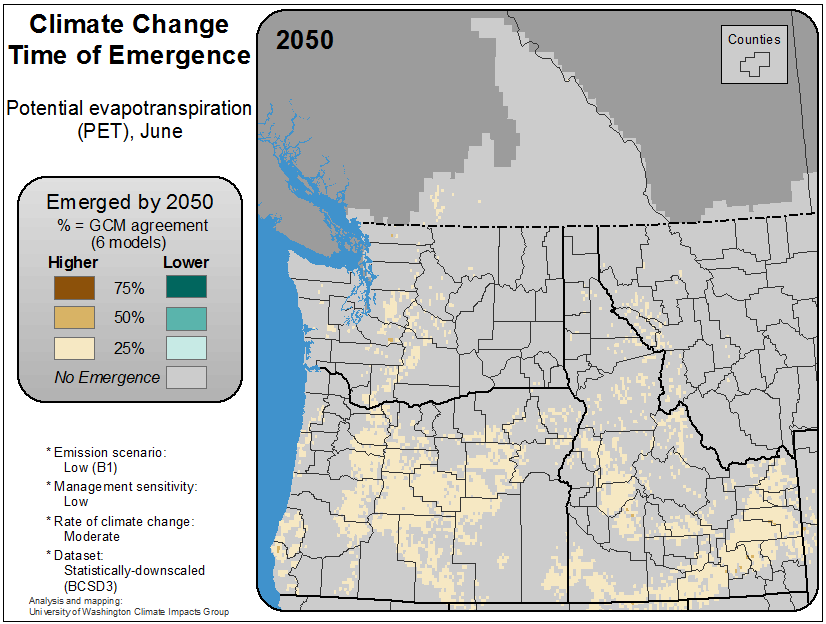 Climate Change
Time of Emergence
Potential evapotranspiration
(PET), June
Emerged by 2050
% = GCM agreement
(6 models)
Higher Lower
75%
50%
25%
No Emergence
* Emission scenario:
Low (B1)
* Management sensitivity:
Low
* Rate of climate change:
Moderate
* Dataset:
Statistically-downscaled
(BCSD3)
Analysis and mapping:
University of Washington Climate Impacts Group
2050
Counties